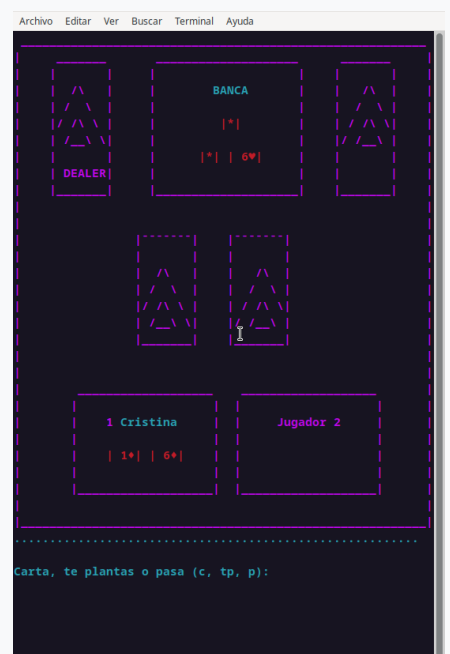 Archivo Editar Ver Buscar Terminal Ayuda
BANCA
|*|
|*| | 6♥|
DEALER
1 Cristina
Jugador 2
| 1♦| | 6♦|
Carta, te plantas o pasa (c, tp, p):